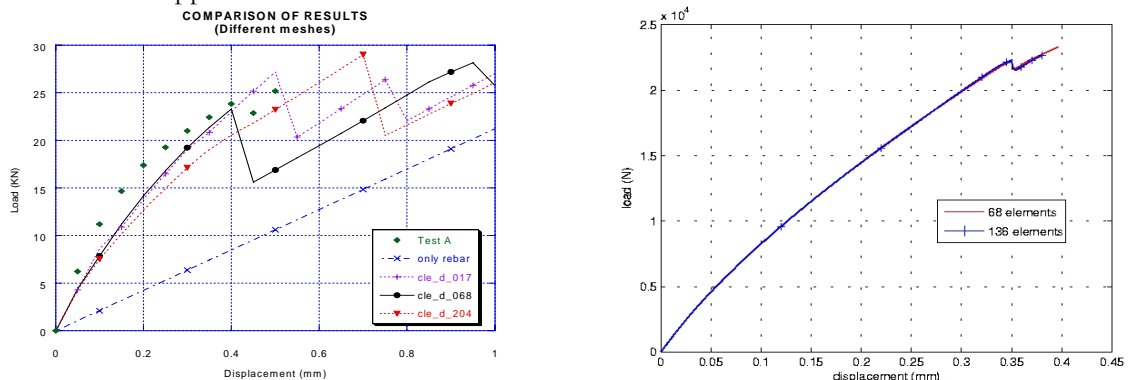 COMPARISON OF RESULTS
(Different meshes)
30
25
20
15
10
5
0
Load (KN)
0
0.2
0.4
0.6
0.8
1
Displacement (mm)
Test A
only rebar
cle_d_017
cle_d_068
cle_d_204
x 10⁴
2.5
2
1.5
1
0.5
0
load (N)
0
0.05
0.1
0.15
0.2
0.25
0.3
0.35
0.4
0.45
displacement (mm)
68 elements
136 elements